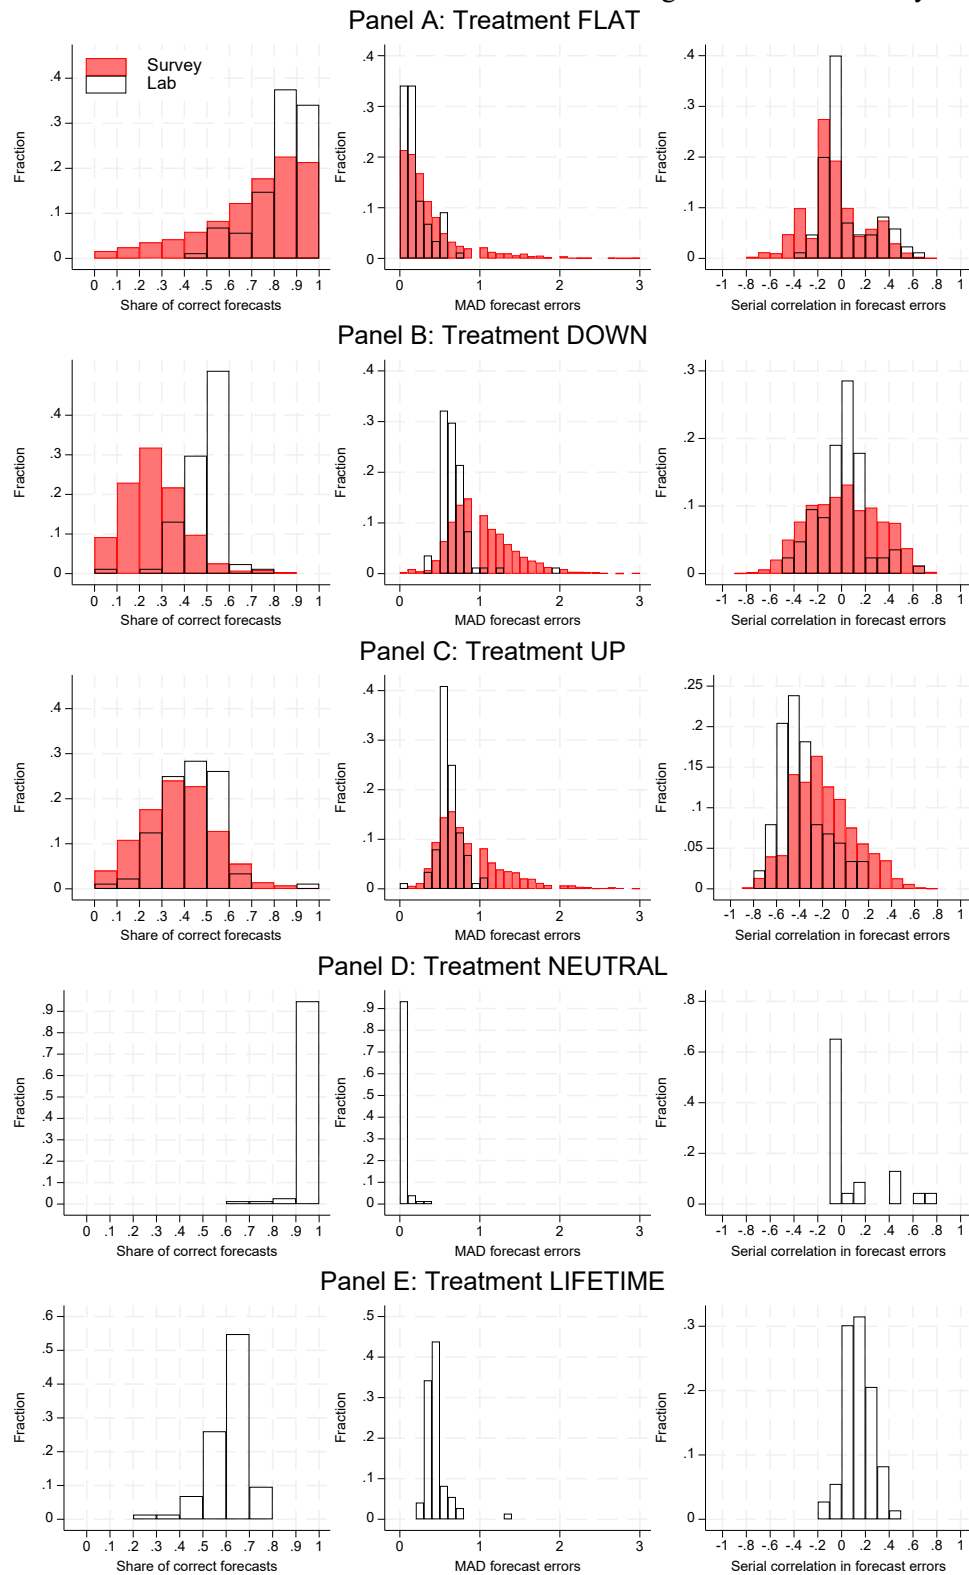 Panel A: Treatment FLAT
Survey
Lab
Fraction
.4
.3
.2
.1
0
0 .1 .2 .3 .4 .5 .6 .7 .8 .9 1
Share of correct forecasts
Fraction
.4
.3
.2
.1
0
0 1 2 3
MAD forecast errors
Fraction
.4
.3
.2
.1
0
-1 -.8 -.6 -.4 -.2 0 .2 .4 .6 .8 1
Serial correlation in forecast errors
Panel B: Treatment DOWN
Fraction
.4
.3
.2
.1
0
0 .1 .2 .3 .4 .5 .6 .7 .8 .9 1
Share of correct forecasts
Fraction
.4
.3
.2
.1
0
0 1 2 3
MAD forecast errors
Fraction
.3
.2
.1
0
-1 -.8 -.6 -.4 -.2 0 .2 .4 .6 .8 1
Serial correlation in forecast errors
Panel C: Treatment UP
Fraction
.4
.3
.2
.1
0
0 .1 .2 .3 .4 .5 .6 .7 .8 .9 1
Share of correct forecasts
Fraction
.4
.3
.2
.1
0
0 1 2 3
MAD forecast errors
Fraction
.25
.2
.15
.1
.05
0
-1 -.8 -.6 -.4 -.2 0 .2 .4 .6 .8 1
Serial correlation in forecast errors
Panel D: Treatment NEUTRAL
Fraction
.9
.8
.7
.6
.5
.4
.3
.2
.1
0
0 .1 .2 .3 .4 .5 .6 .7 .8 .9 1
Share of correct forecasts
Fraction
.9
.8
.7
.6
.5
.4
.3
.2
.1
0
0 1 2 3
MAD forecast errors
Fraction
.8
.6
.4
.2
0
-1 -.8 -.6 -.4 -.2 0 .2 .4 .6 .8 1
Serial correlation in forecast errors
Panel E: Treatment LIFETIME
Fraction
.6
.5
.4
.3
.2
.1
0
0 .1 .2 .3 .4 .5 .6 .7 .8 .9 1
Share of correct forecasts
Fraction
.5
.4
.3
.2
.1
0
0 1 2 3
MAD forecast errors
Fraction
.3
.2
.1
0
-1 -.8 -.6 -.4 -.2 0 .2 .4 .6 .8 1
Serial correlation in forecast errors